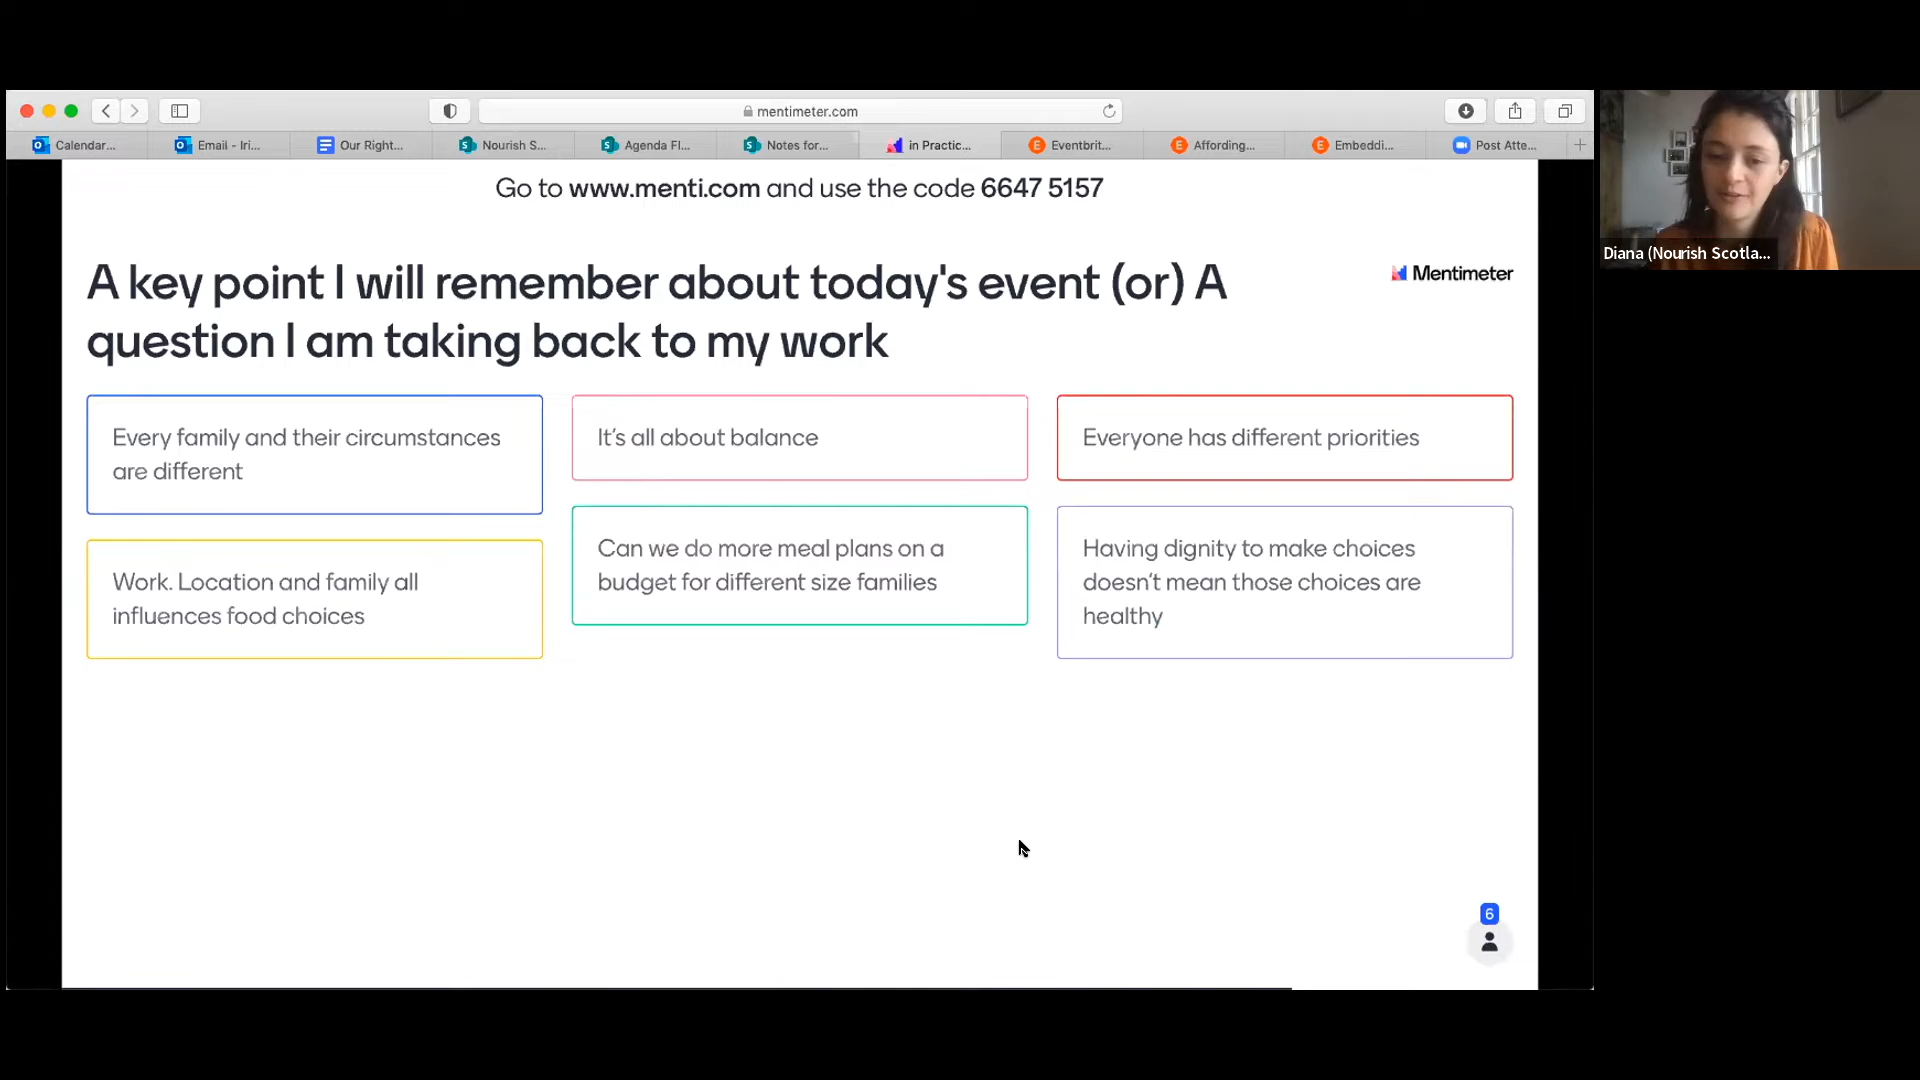 mentimeter.com
Calendar...
Email - Iri...
Our Right...
Nourish S...
Agenda Fl...
Notes for...
in Practic...
Eventbrit...
Affording...
Embeddi...
Post Atte...
Go to www.menti.com and use the code 6647 5157
A key point I will remember about today's event (or) A
question I am taking back to my work
Mentimeter
Every family and their circumstances
are different
It's all about balance
Everyone has different priorities
Work. Location and family all
influences food choices
Can we do more meal plans on a
budget for different size families
Having dignity to make choices
doesn't mean those choices are
healthy
6
Diana (Nourish Scotla...